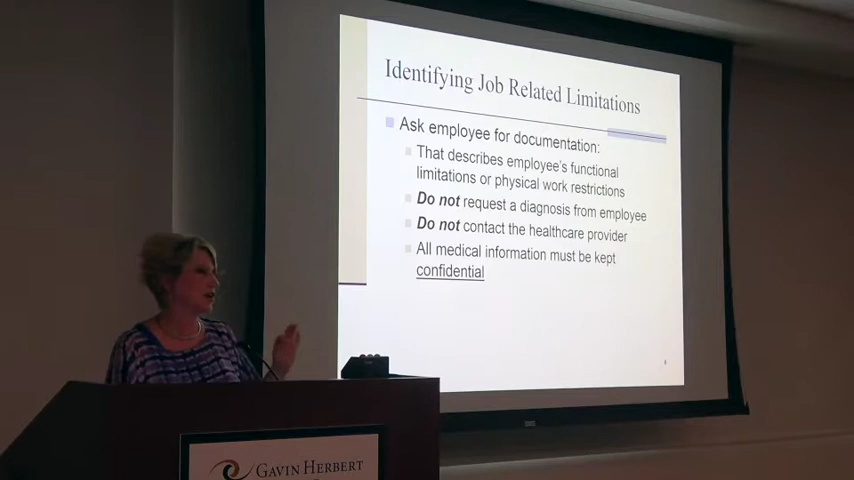 Identifying Job Related Limitations
Ask employee for documentation:
That describes employee's functional
limitations or physical work restrictions
Do not request a diagnosis from employee
Do not contact the healthcare provider
All medical information must be kept
confidential
GAVIN HERBERT